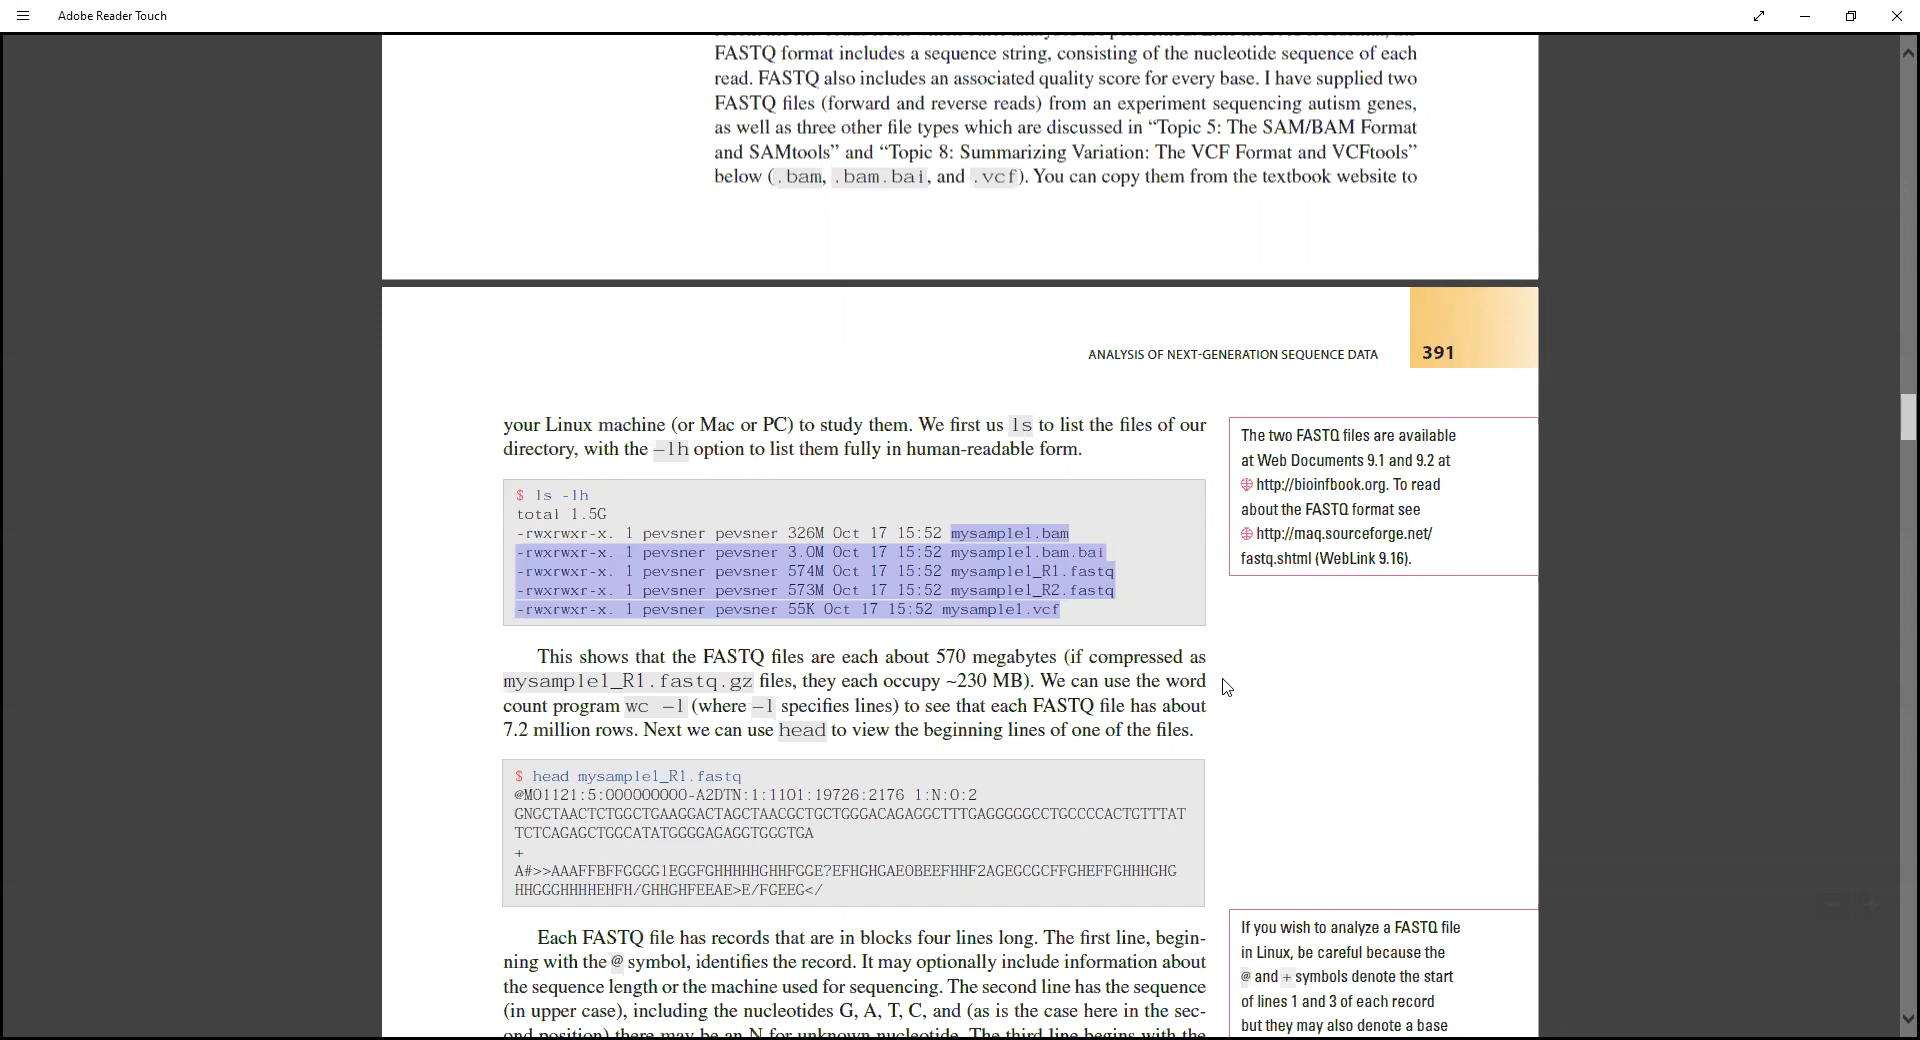 Adobe Reader Touch
FASTQ format includes a sequence string, consisting of the nucleotide sequence of each
read. FASTQ also includes an associated quality score for every base. I have supplied two
FASTQ files (forward and reverse reads) from an experiment sequencing autism genes,
as well as three other file types which are discussed in “Topic 5: The SAM/BAM Format
and SAMtools” and “Topic 8: Summarizing Variation: The VCF Format and VCFtools”
below (.bam, .bam.bai, and .vcf). You can copy them from the textbook website to
ANALYSIS OF NEXT-GENERATION SEQUENCE DATA 391
your Linux machine (or Mac or PC) to study them. We first us ls to list the files of our
directory, with the –lh option to list them fully in human-readable form.
$ ls -lh
total 1.5G
-rwxrwxr-x. 1 pevsner pevsner 326M Oct 17 15:52 mysample1.bam
-rwxrwxr-x. 1 pevsner pevsner 3.0M Oct 17 15:52 mysample1.bam.bai
-rwxrwxr-x. 1 pevsner pevsner 574M Oct 17 15:52 mysample1_R1.fastq
-rwxrwxr-x. 1 pevsner pevsner 573M Oct 17 15:52 mysample1_R2.fastq
-rwxrwxr-x. 1 pevsner pevsner 55K Oct 17 15:52 mysample1.vcf
The two FASTQ files are available
at Web Documents 9.1 and 9.2 at
http://bioinfbook.org. To read
about the FASTQ format see
http://maq.sourceforge.net/
fastq.shtml (WebLink 9.16).
This shows that the FASTQ files are each about 570 megabytes (if compressed as
mysample1_R1.fastq.gz files, they each occupy ~230 MB). We can use the word
count program wc –l (where –l specifies lines) to see that each FASTQ file has about
7.2 million rows. Next we can use head to view the beginning lines of one of the files.
$ head mysample1_R1.fastq
@M01121:5:000000000-A2DTN:1:1101:19726:2176 1:N:0:2
GNGCTAACTCTGGCTGAAGGACTAGCTAACGCTGCTGGGACAGAGGCTTTGAGGGGGCCTGCCCCACTGTTTAT
TCTCAGAGCTGGCATATGGGGAGAGGTGGGTGA
+
A#>>AAAFFBFFGGGG1EGGFGHHHHHGHHFGGE?EFHGHGAE0BEEFHHF2AGEGCGCFFGHEFFGHHHGHG
HHGGGHHHHEHFH/GHHGHFEEAE>E/FGEEG</
Each FASTQ file has records that are in blocks four lines long. The first line, begin-
ning with the @ symbol, identifies the record. It may optionally include information about
the sequence length or the machine used for sequencing. The second line has the sequence
(in upper case), including the nucleotides G, A, T, C, and (as is the case here in the sec-
ond position) there may be an N for unknown nucleotide. The third line begins with the
If you wish to analyze a FASTQ file
in Linux, be careful because the
@ and + symbols denote the start
of lines 1 and 3 of each record
but they may also denote a base